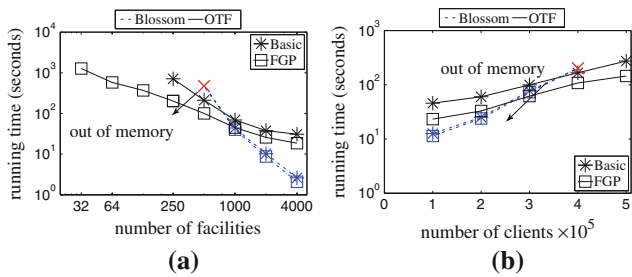 Blossom OTF
running time (seconds)
10^4
10^3
10^2
10^1
10^0
Basic
FGP
out of memory
32 64 250 1000 4000
number of facilities
(a)
Blossom OTF
running time (seconds)
10^3
10^2
10^1
10^0
out of memory
Basic
FGP
0 1 2 3 4 5
number of clients ×10^5
(b)